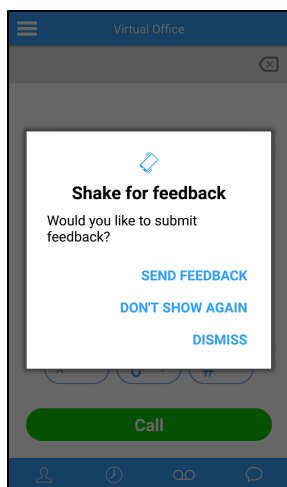 Virtual Office
Shake for feedback
Would you like to submit
feedback?
SEND FEEDBACK
DON'T SHOW AGAIN
DISMISS
#
Call